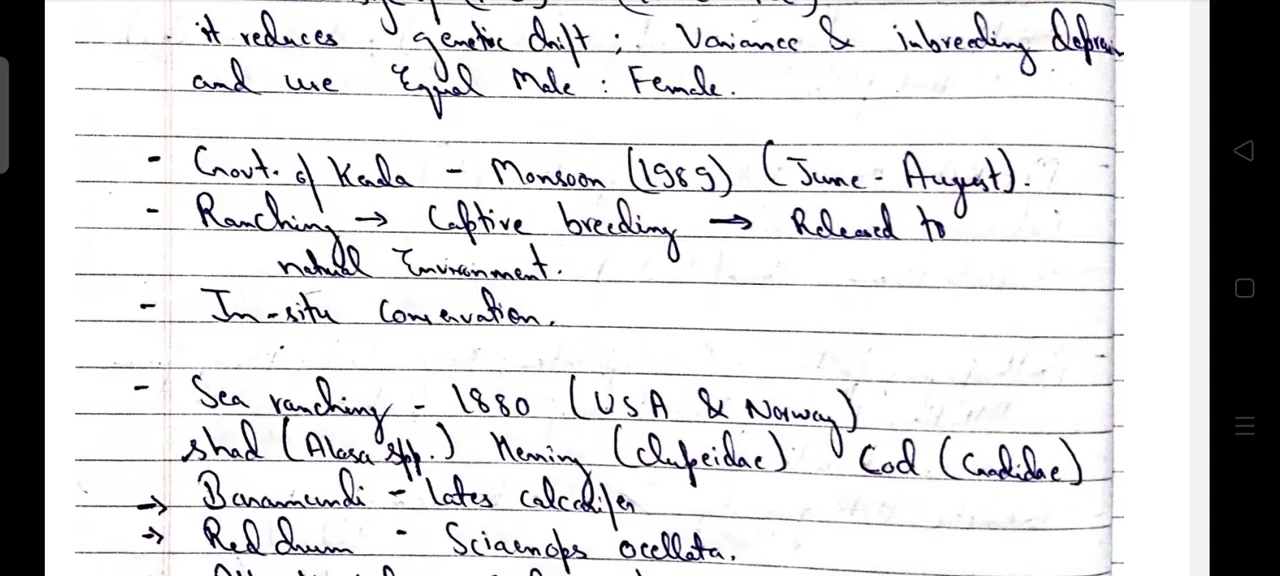 it reduces genetic drift ; Variance & inbreeding depression
and use Equal Male : Female.
- Govt. of Kerala - Monsoon (1989) (June - August).
- Ranching → Captive breeding → Released to
natural Environment.
- In-situ Conservation.
- Sea ranching - 1880 (USA & Norway)
shad (Alosa spp.) Herring (Clupeidae) Cod (Gadidae)
→ Baramundi - Lates calcarifer
→ Red drum - Sciaenops ocellata.